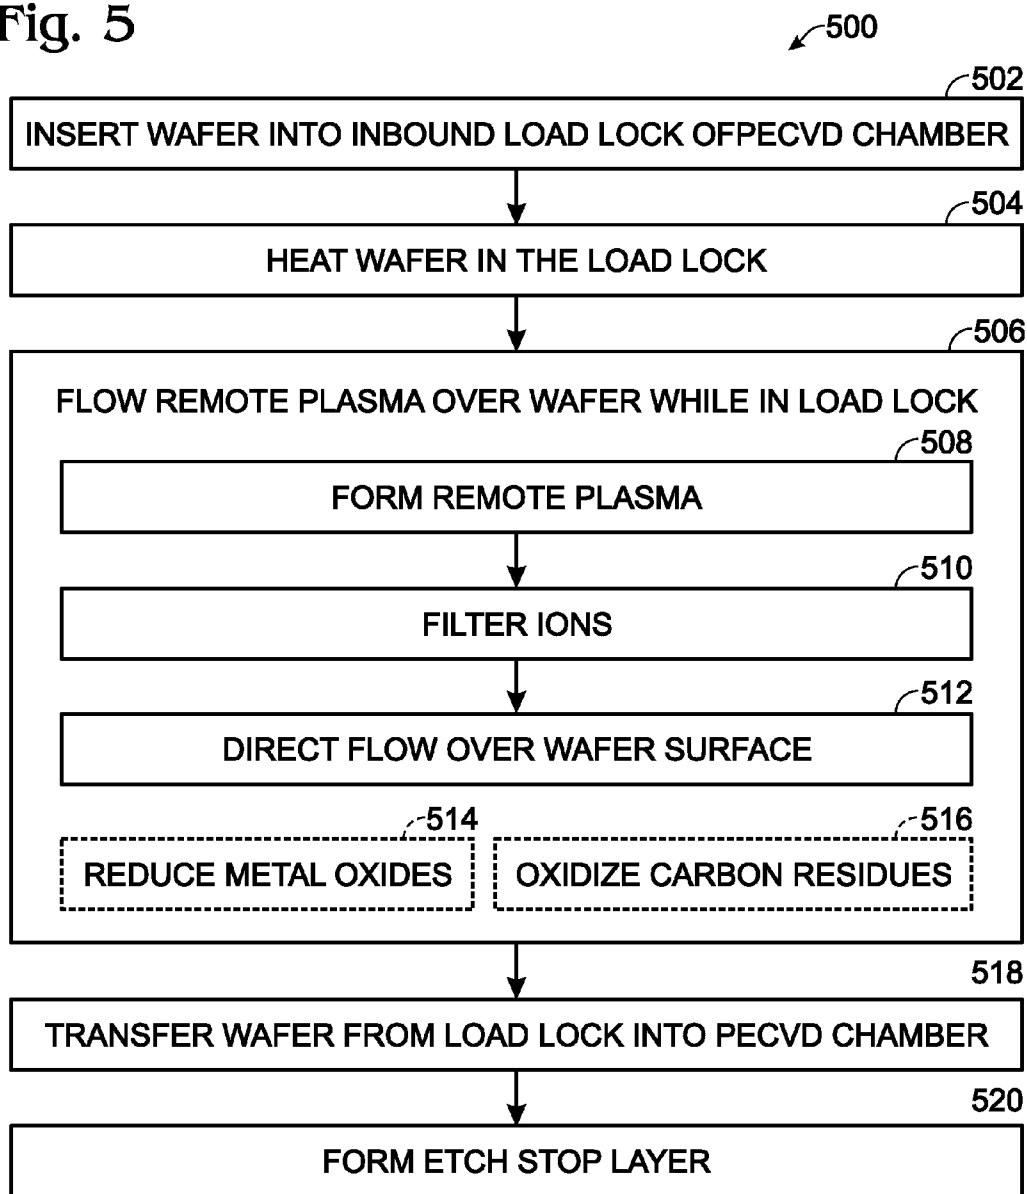 Fig. 5
500
502
INSERT WAFER INTO INBOUND LOAD LOCK OFPECVD CHAMBER
504
HEAT WAFER IN THE LOAD LOCK
506
FLOW REMOTE PLASMA OVER WAFER WHILE IN LOAD LOCK
508
FORM REMOTE PLASMA
510
FILTER IONS
512
DIRECT FLOW OVER WAFER SURFACE
514
REDUCE METAL OXIDES
516
OXIDIZE CARBON RESIDUES
518
TRANSFER WAFER FROM LOAD LOCK INTO PECVD CHAMBER
520
FORM ETCH STOP LAYER